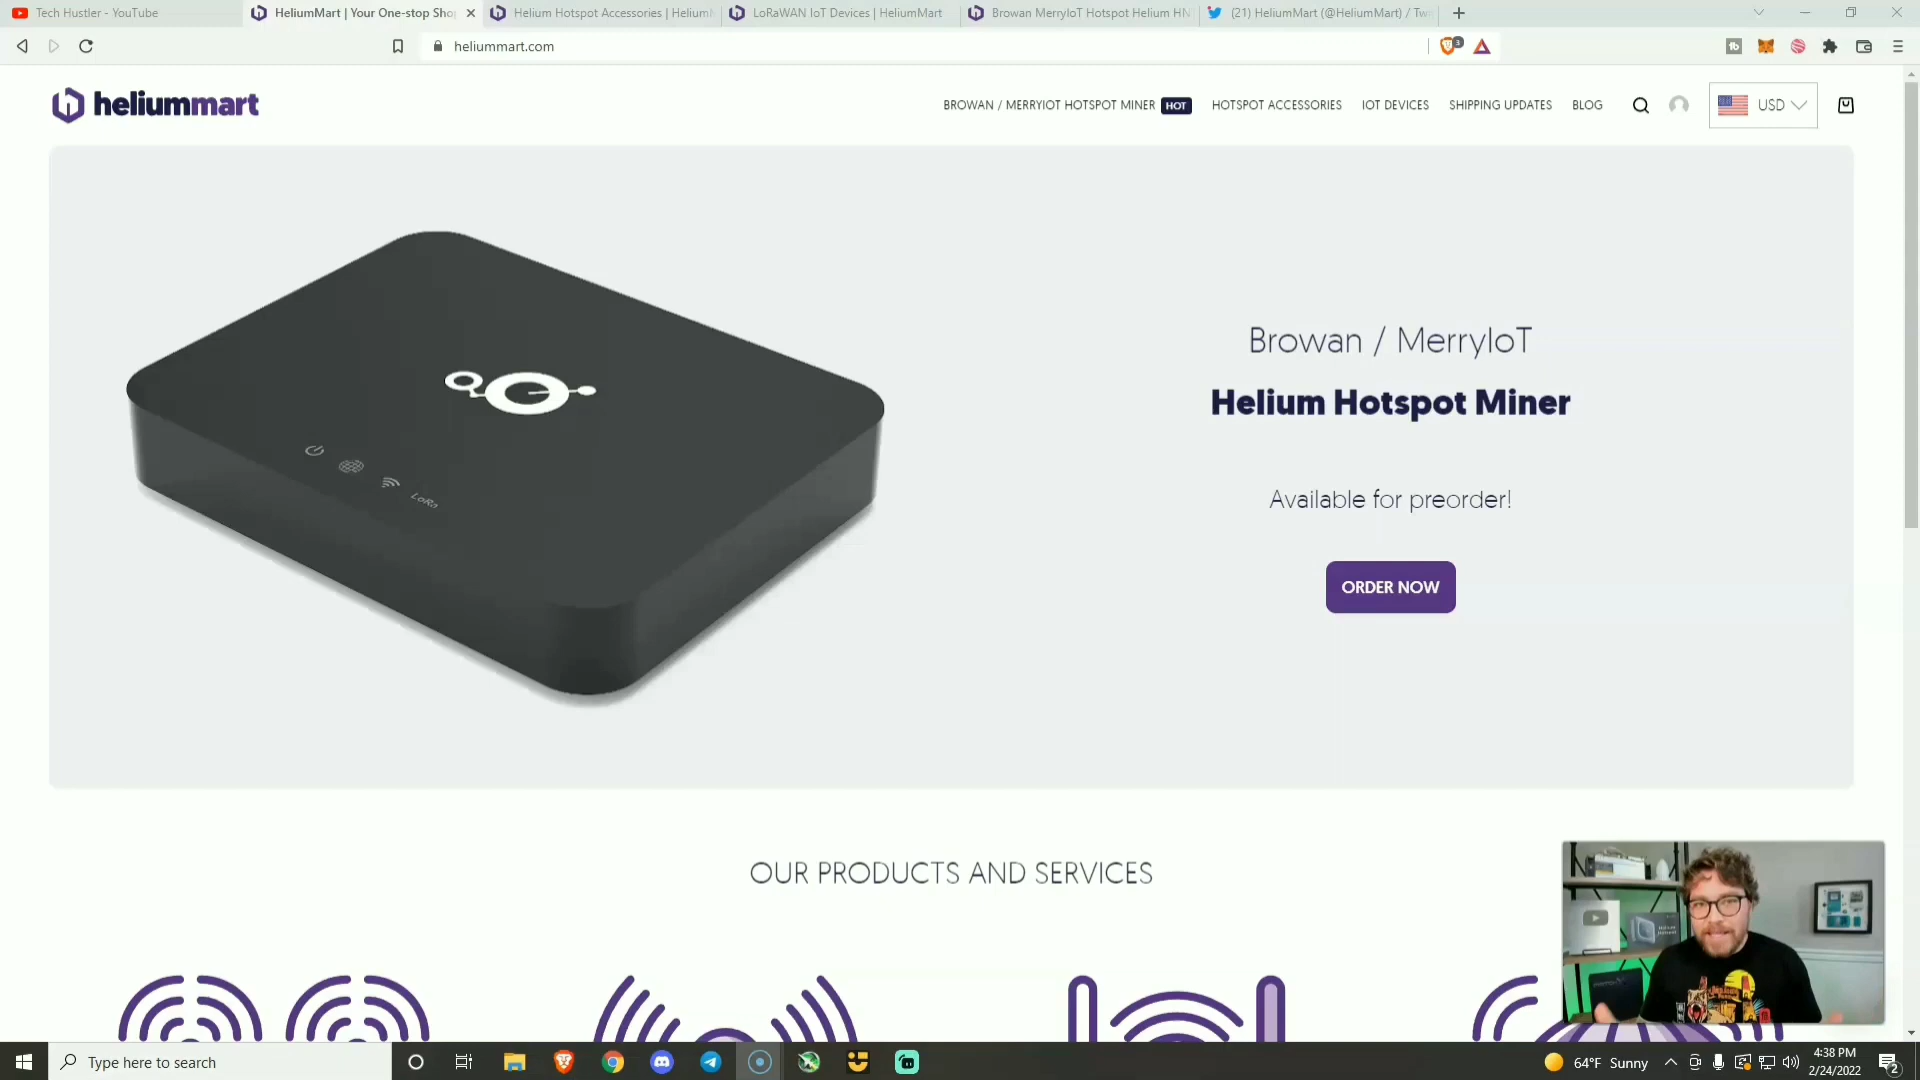 Tech Hustler - YouTube
HeliumMart | Your One-stop Sho
Helium Hotspot Accessories | Helium
LoRaWAN IoT Devices | HeliumMart
Browan MerryIoT Hotspot Helium HN
(21) HeliumMart (@HeliumMart) / Twi
heliummart.com
3
heliummart
BROWAN / MERRYIOT HOTSPOT MINER HOT
HOTSPOT ACCESSORIES
IOT DEVICES
SHIPPING UPDATES
BLOG
USD
LoRa
Browan / MerryIoT
Helium Hotspot Miner
Available for preorder!
ORDER NOW
OUR PRODUCTS AND SERVICES
Type here to search
64°F Sunny
4:38 PM
2/24/2022
2